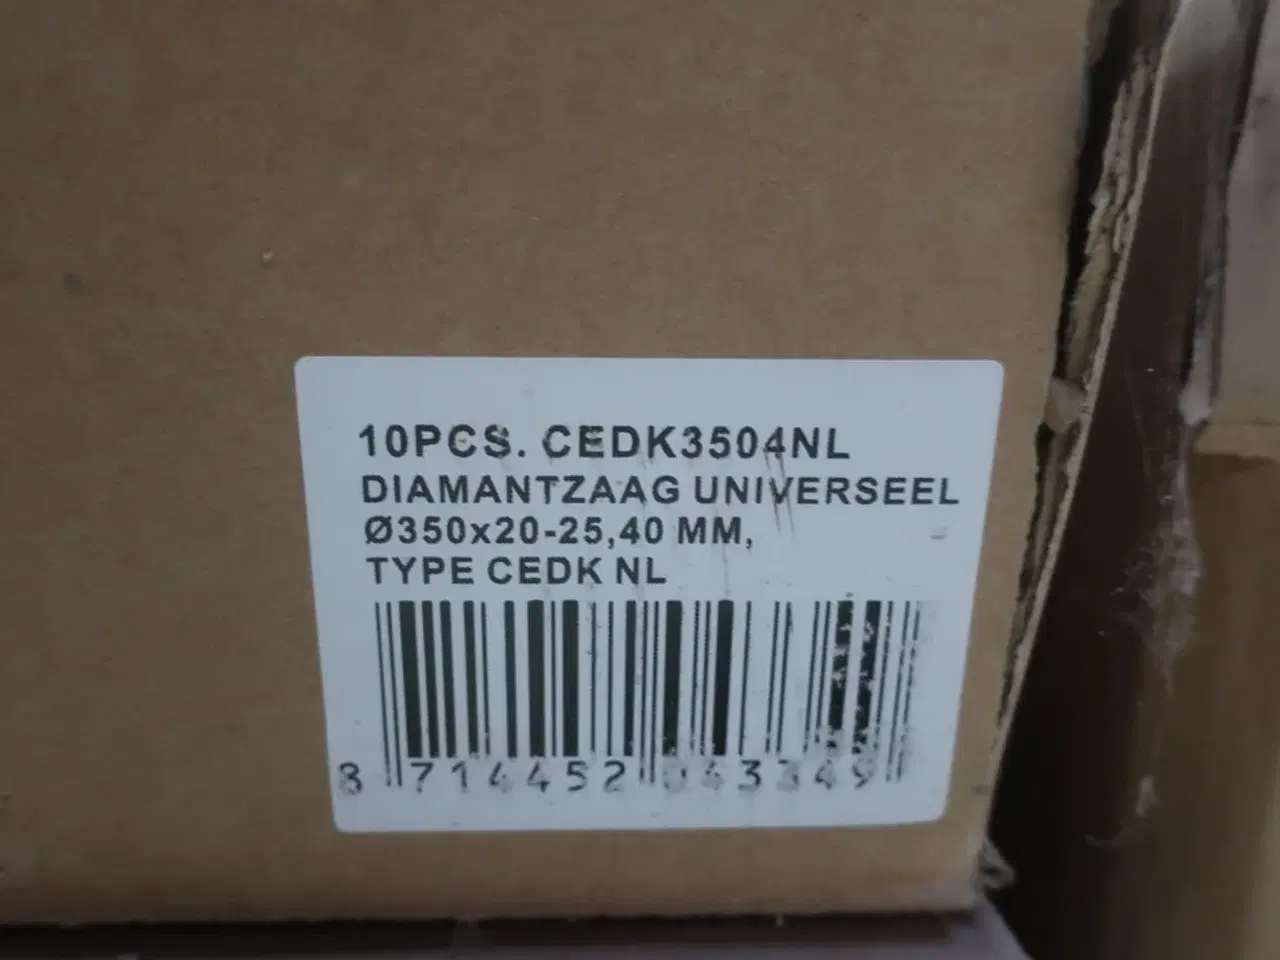 10PCS. CEDK3504NL
DIAMANTZAAG UNIVERSEEL
Ø350x20-25,40 MM,
TYPE CEDK NL
8 714452 043349